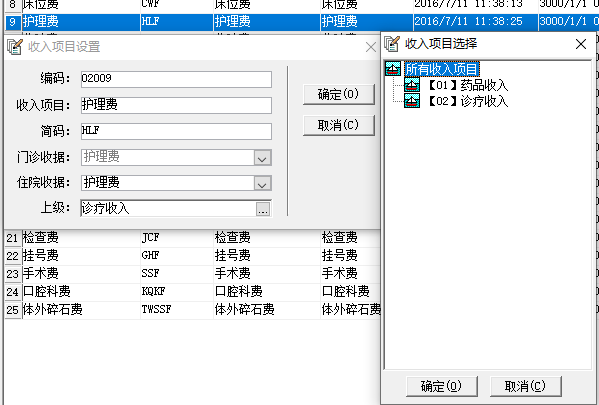 8 床位费 CWF 床位费 床位费 2016/7/11 11:38:13 3000/1/1 0
9 护理费 HLF 护理费 护理费 2016/7/11 11:38:25 3000/1/1 0
收入项目设置
编码: 02009
收入项目: 护理费
简码: HLF
门诊收据: 护理费
住院收据: 护理费
上级: 诊疗收入 ...
确定(O)
取消(C)
21 检查费 JCF 检查费 检查费
22 挂号费 GHF 挂号费 挂号费
23 手术费 SSF 手术费 手术费
24 口腔科费 KQKF 口腔科费 口腔科费
25 体外碎石费 TWSSF 体外碎石费 体外碎石费
收入项目选择
所有收入项目
【01】药品收入
【02】诊疗收入
确定(O)
取消(C)